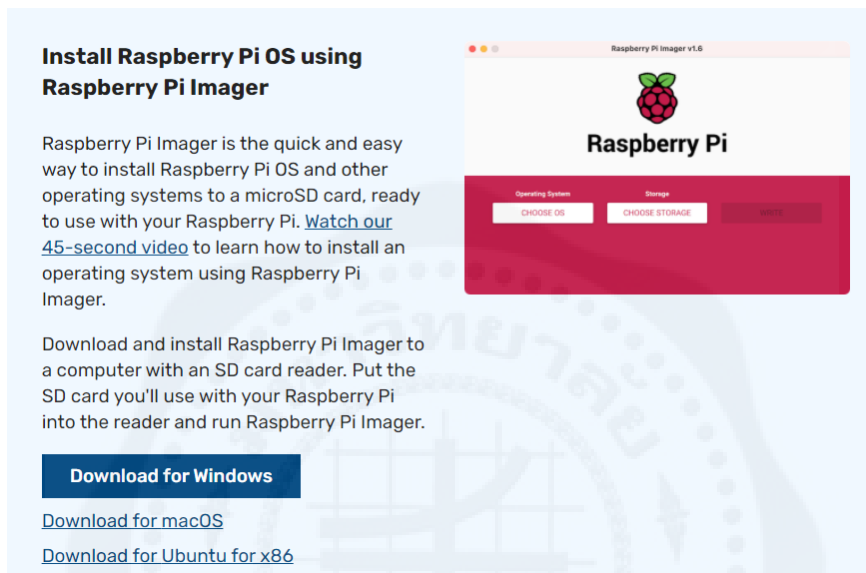 Install Raspberry Pi OS using
Raspberry Pi Imager
Raspberry Pi Imager is the quick and easy
way to install Raspberry Pi OS and other
operating systems to a microSD card, ready
to use with your Raspberry Pi. Watch our
45-second video to learn how to install an
operating system using Raspberry Pi
Imager.
Download and install Raspberry Pi Imager to
a computer with an SD card reader. Put the
SD card you'll use with your Raspberry Pi
into the reader and run Raspberry Pi Imager.
Download for Windows
Download for macOS
Download for Ubuntu for x86
Raspberry Pi Imager v1.6
Raspberry Pi
Operating System
Storage
CHOOSE OS
CHOOSE STORAGE
WRITE